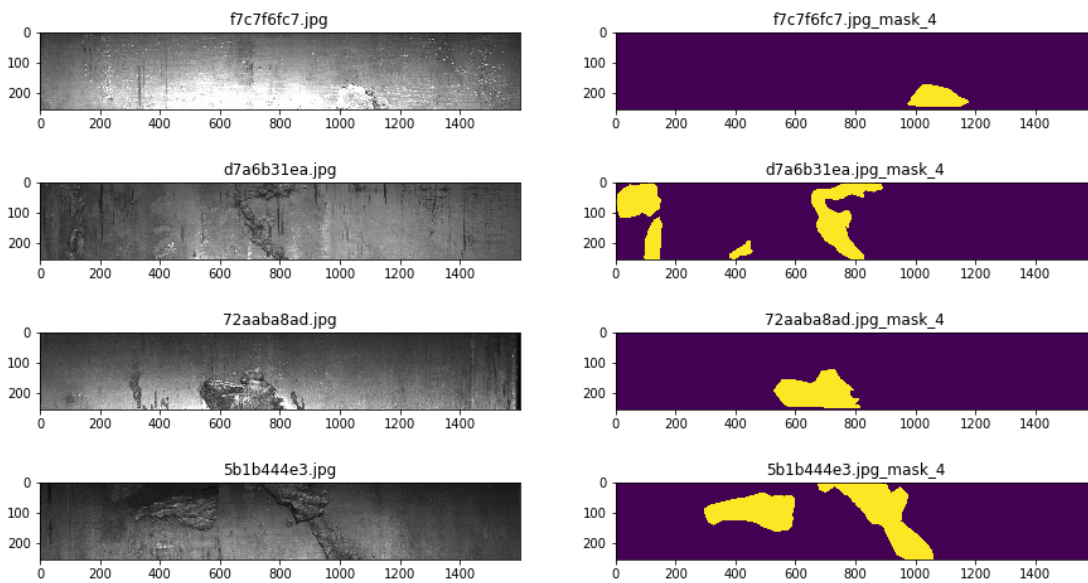 f7c7f6fc7.jpg f7c7f6fc7.jpg_mask_4
0 0
100 100
200 200
0 200 400 600 800 1000 1200 1400 0 200 400 600 800 1000 1200 1400
d7a6b31ea.jpg d7a6b31ea.jpg_mask_4
0 0
100 100
200 200
0 200 400 600 800 1000 1200 1400 0 200 400 600 800 1000 1200 1400
72aaba8ad.jpg 72aaba8ad.jpg_mask_4
0 0
100 100
200 200
0 200 400 600 800 1000 1200 1400 0 200 400 600 800 1000 1200 1400
5b1b444e3.jpg 5b1b444e3.jpg_mask_4
0 0
100 100
200 200
0 200 400 600 800 1000 1200 1400 0 200 400 600 800 1000 1200 1400